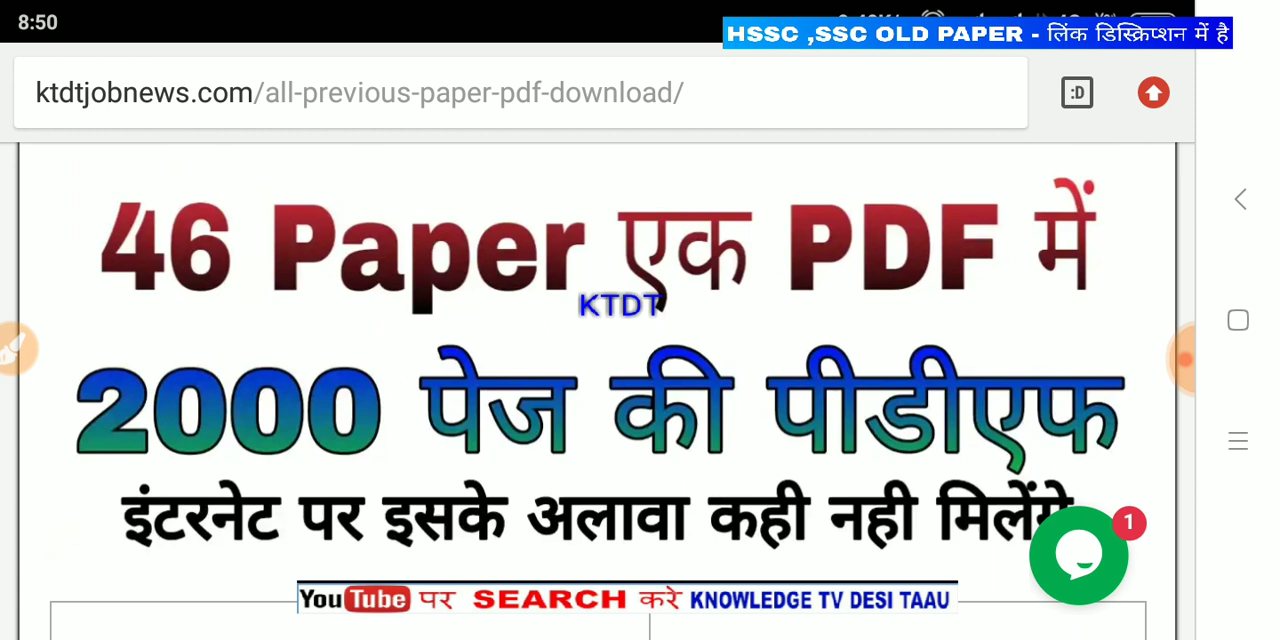 8:50
HSSC ,SSC OLD PAPER - लिंक डिस्क्रिप्शन में है
ktdtjobnews.com/all-previous-paper-pdf-download/
:D
46 Paper एक PDF में
KTDT
2000 पेज की पीडीएफ
इंटरनेट पर इसके अलावा कही नही मिलेंगे
1
YouTube पर SEARCH करे KNOWLEDGE TV DESI TAAU